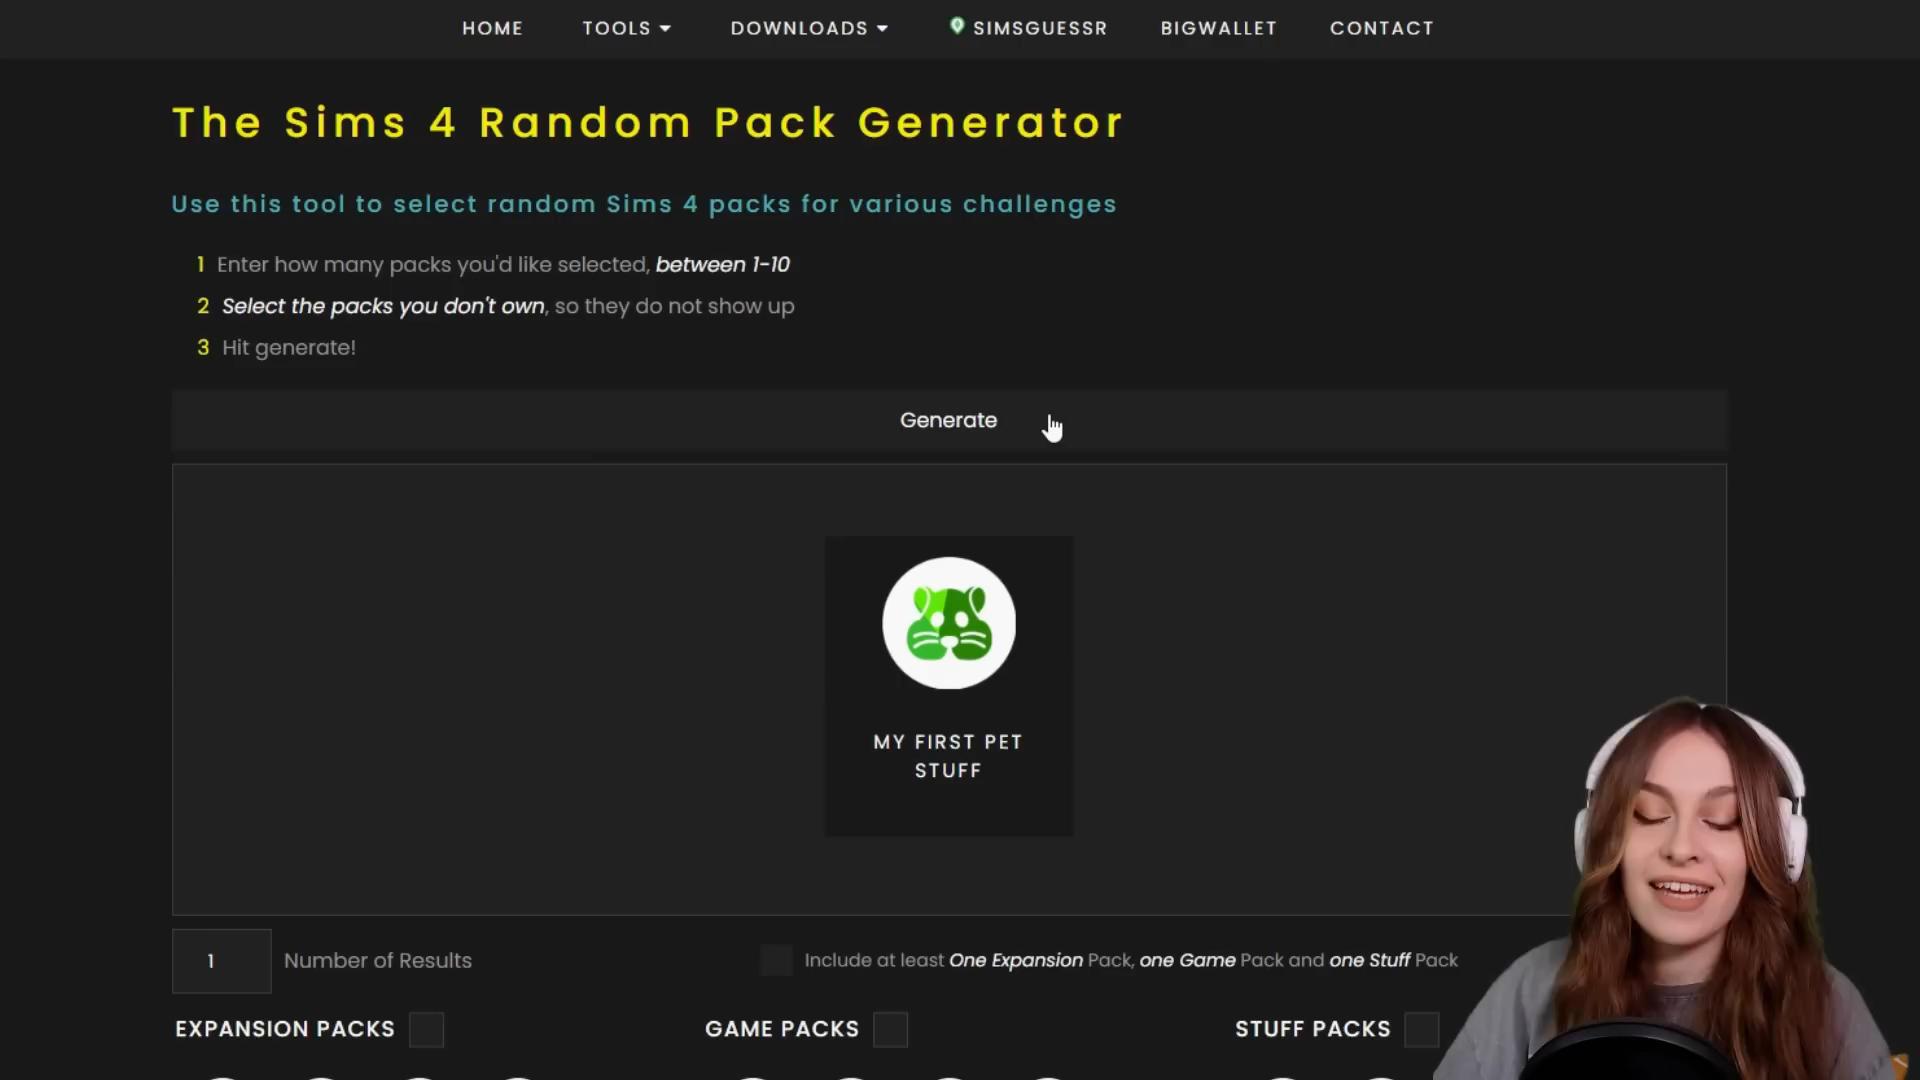 HOME TOOLS DOWNLOADS SIMSGUESSR BIGWALLET CONTACT
The Sims 4 Random Pack Generator
Use this tool to select random Sims 4 packs for various challenges
1 Enter how many packs you'd like selected, between 1-10
2 Select the packs you don't own, so they do not show up
3 Hit generate!
Generate
MY FIRST PET
STUFF
1 Number of Results
Include at least One Expansion Pack, one Game Pack and one Stuff Pack
EXPANSION PACKS GAME PACKS STUFF PACKS